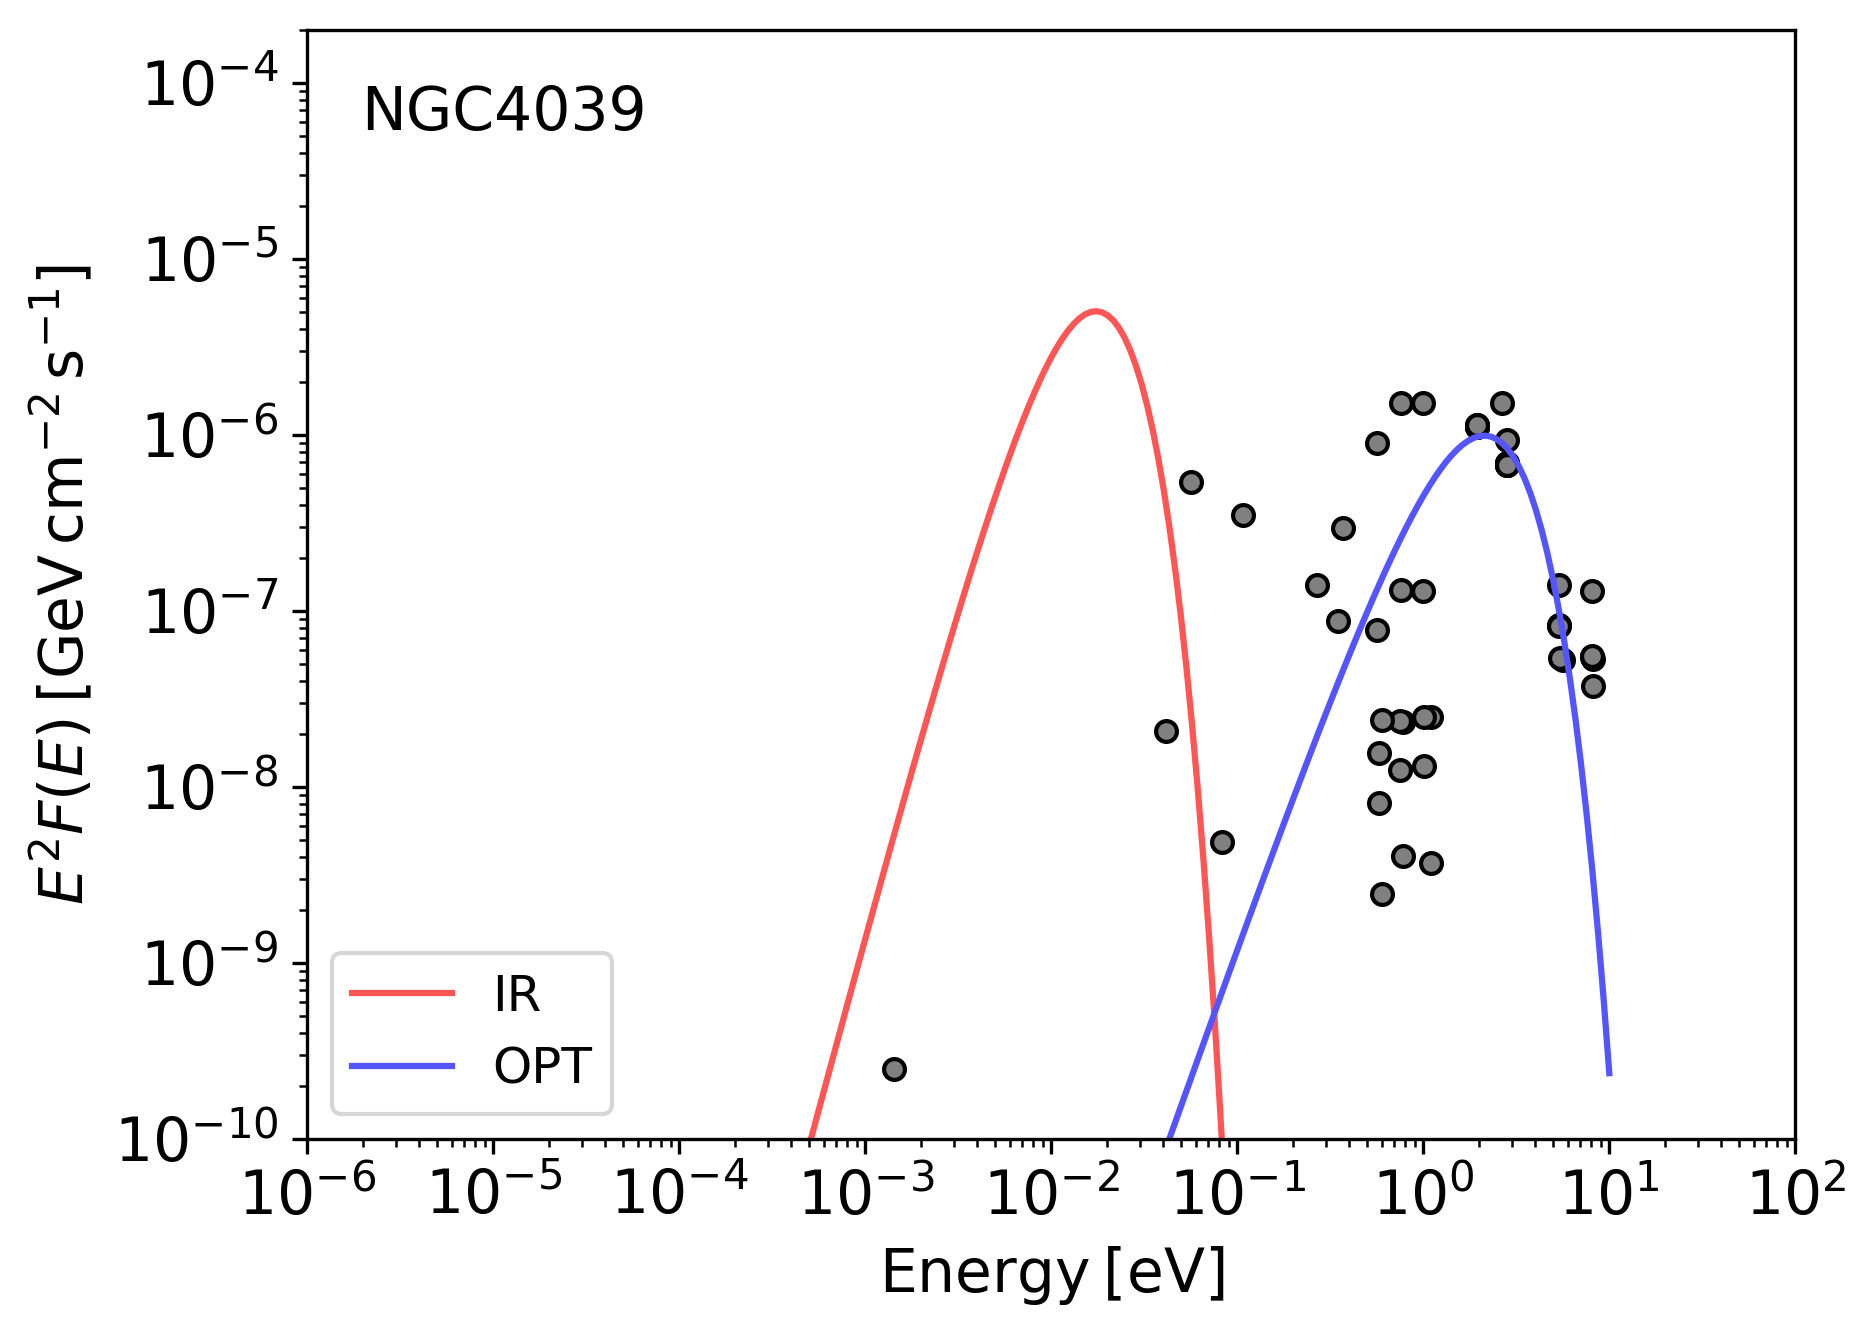 NGC4039
10⁻⁴
10⁻⁵
10⁻⁶
10⁻⁷
10⁻⁸
10⁻⁹
10⁻¹⁰
E²F(E) [GeV cm⁻² s⁻¹]
IR
OPT
10⁻⁶ 10⁻⁵ 10⁻⁴ 10⁻³ 10⁻² 10⁻¹ 10⁰ 10¹ 10²
Energy [eV]